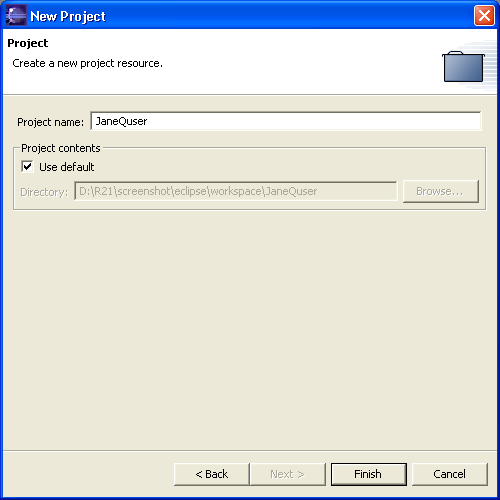 New Project
Project
Create a new project resource.
Project name: JaneQuser
Project contents
Use default
Directory: D:\R21\screenshot\eclipse\workspace\JaneQuser Browse...
< Back Next > Finish Cancel